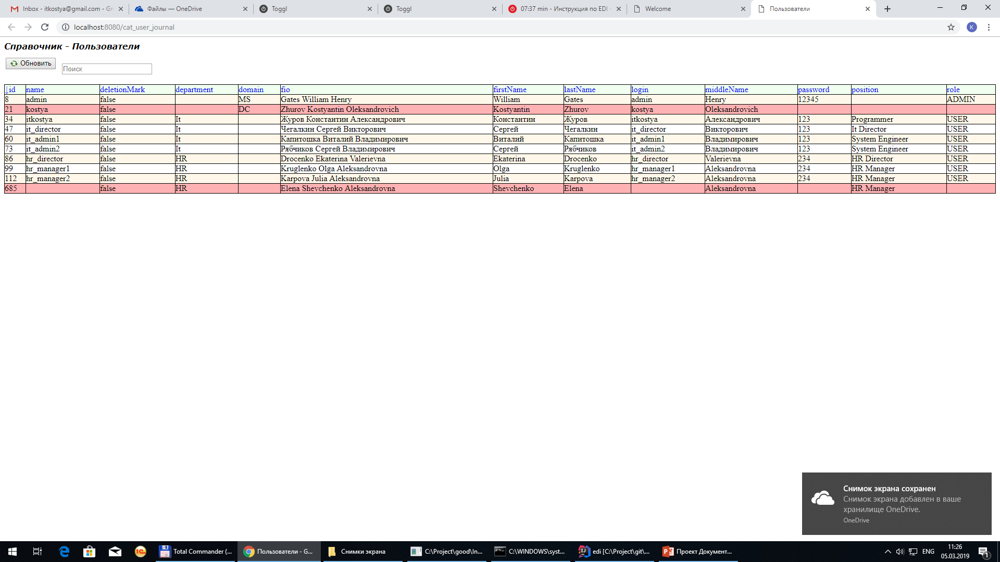 Inbox - itkostya@gmail.com - Gm
Файлы — OneDrive
Toggl
Toggl
07:37 min - Инструкция по EDI -
Welcome
Пользователи
localhost:8080/cat_user_journal
K
Справочник - Пользователи
Обновить
Поиск
↓id name deletionMark department domain fio firstName lastName login middleName password position role
8 admin false MS Gates William Henry William Gates admin Henry 12345 ADMIN
21 kostya false DC Zhurov Kostyantin Oleksandrovich Kostyantin Zhurov kostya Oleksandrovich
34 itkostya false It Журов Константин Александрович Константин Журов itkostya Александрович 123 Programmer USER
47 it_director false It Чегалкин Сергей Викторович Сергей Чегалкин it_director Викторович 123 It Director USER
60 it_admin1 false It Капитошка Виталий Владимирович Виталий Капитошка it_admin1 Владимирович 123 System Engineer USER
73 it_admin2 false It Рябчиков Сергей Владимирович Сергей Рябчиков it_admin2 Владимирович 123 System Engineer USER
86 hr_director false HR Drocenko Ekaterina Valerievna Ekaterina Drocenko hr_director Valerievna 234 HR Director USER
99 hr_manager1 false HR Kruglenko Olga Aleksandrovna Olga Kruglenko hr_manager1 Aleksandrovna 234 HR Manager USER
112 hr_manager2 false HR Karpova Julia Aleksandrovna Julia Karpova hr_manager2 Aleksandrovna 234 HR Manager USER
685 false HR Elena Shevchenko Aleksandrovna Shevchenko Elena Aleksandrovna HR Manager
Снимок экрана сохранен
Снимок экрана добавлен в ваше
хранилище OneDrive.
OneDrive
Total Commander (...
Пользователи - G...
Снимки экрана
C:\Project\good\In...
C:\WINDOWS\syst...
edi [C:\Project\git\...
Проект Документ...
ENG
11:26
05.03.2019
1